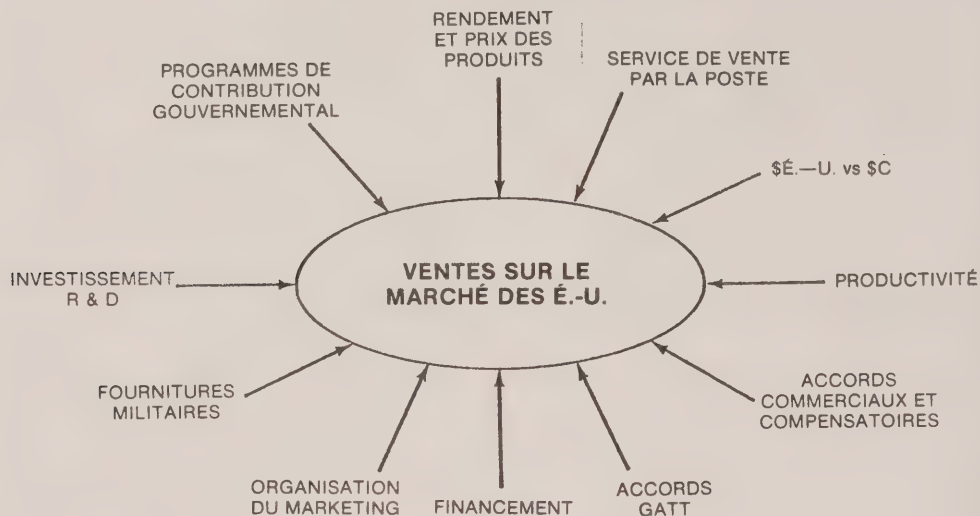 RENDEMENT
ET PRIX DES
PRODUITS
SERVICE DE VENTE
PAR LA POSTE
PROGRAMMES DE
CONTRIBUTION
GOUVERNEMENTAL
$É.—U. vs $C
INVESTISSEMENT
R & D
VENTES SUR LE
MARCHÉ DES É.-U.
PRODUCTIVITÉ
FOURNITURES
MILITAIRES
ACCORDS
COMMERCIAUX ET
COMPENSATOIRES
ORGANISATION
DU MARKETING
FINANCEMENT
ACCORDS
GATT